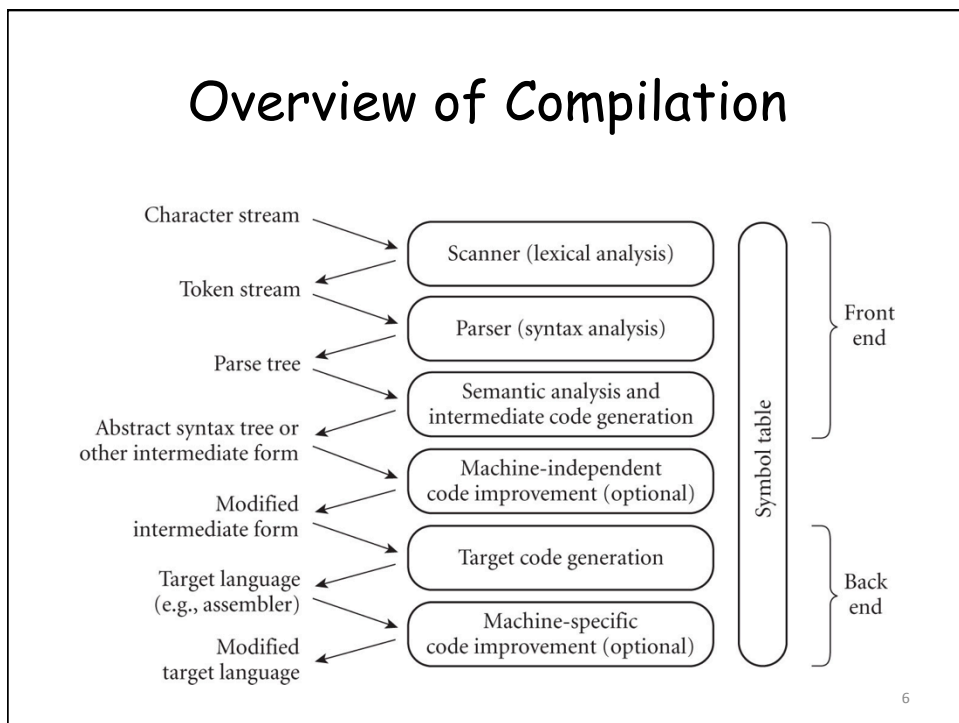 Overview of Compilation
Character stream
Scanner (lexical analysis)
Token stream
Parser (syntax analysis)
Parse tree
Semantic analysis and
intermediate code generation
Abstract syntax tree or
other intermediate form
Machine-independent
code improvement (optional)
Modified
intermediate form
Target code generation
Target language
(e.g., assembler)
Machine-specific
code improvement (optional)
Modified
target language
Symbol table
Front
end
Back
end
6